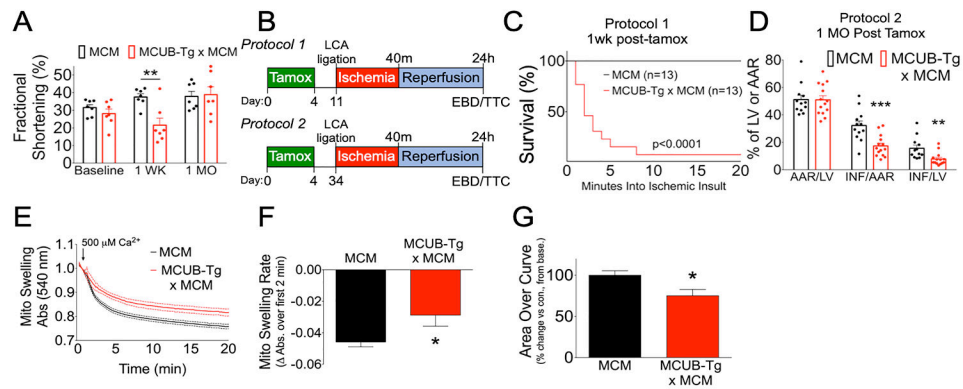 A
MCM MCUB-Tg x MCM
Fractional
Shortening (%)
50
40
30
20
10
0
**
Baseline 1 WK 1 MO
B
Protocol 1
LCA
ligation
40m 24h
Tamox Ischemia Reperfusion
Day:0 4 11 EBD/TTC
Protocol 2
LCA
ligation
40m 24h
Tamox Ischemia Reperfusion
Day:0 4 34 EBD/TTC
C
Protocol 1
1wk post-tamox
Survival (%)
100
50
0
MCM (n=13)
MCUB-Tg x MCM (n=13)
p<0.0001
0 5 10 15 20
Minutes Into Ischemic Insult
D
Protocol 2
1 MO Post Tamox
MCM MCUB-Tg
x MCM
% of LV or AAR
80
60
40
20
0
***
**
AAR/LV INF/AAR INF/LV
E
500 μM Ca2+
MCM
MCUB-Tg
x MCM
Mito Swelling
Abs (540 nm)
1.1
1.0
0.9
0.8
0.7
0 5 10 15 20
Time (min)
F
MCM MCUB-Tg
x MCM
Mito Swelling Rate
(Δ Abs. over first 2 min)
0.00
-0.02
-0.04
-0.06
*
G
Area Over Curve
(% change vs con., from base.)
100
50
0
*
MCM MCUB-Tg
x MCM